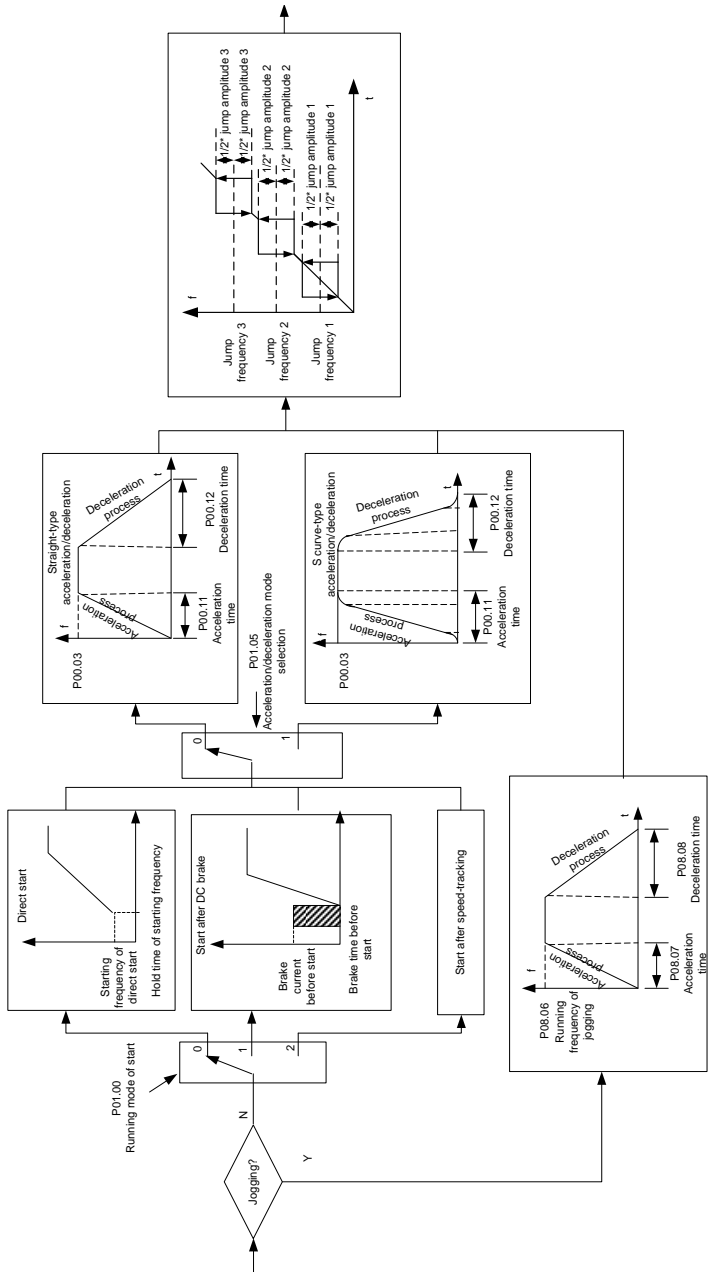 Jogging?
N
Y
P01.00
Running mode of start
0
1
2
Direct start
Starting
frequency of
direct start
Hold time of starting frequency
Start after DC brake
Brake
current
before start
Brake time before
start
Start after speed-tracking
P08.06
Running
frequency of
jogging
f
Acceleration
process
Deceleration
process
t
P08.07
Acceleration
time
P08.08
Deceleration time
0
1
P01.05
Acceleration/deceleration mode
selection
P00.03
f
Straight-type
acceleration/deceleration
Acceleration
process
Deceleration
process
t
P00.11
Acceleration
time
P00.12
Deceleration time
P00.03
f
S curve-type
acceleration/deceleration
Acceleration
process
Deceleration
process
t
P00.11
Acceleration
time
P00.12
Deceleration time
f
Jump
frequency 3
Jump
frequency 2
Jump
frequency 1
1/2* jump amplitude 3
1/2* jump amplitude 3
1/2* jump amplitude 2
1/2* jump amplitude 2
1/2* jump amplitude 1
1/2* jump amplitude 1
t